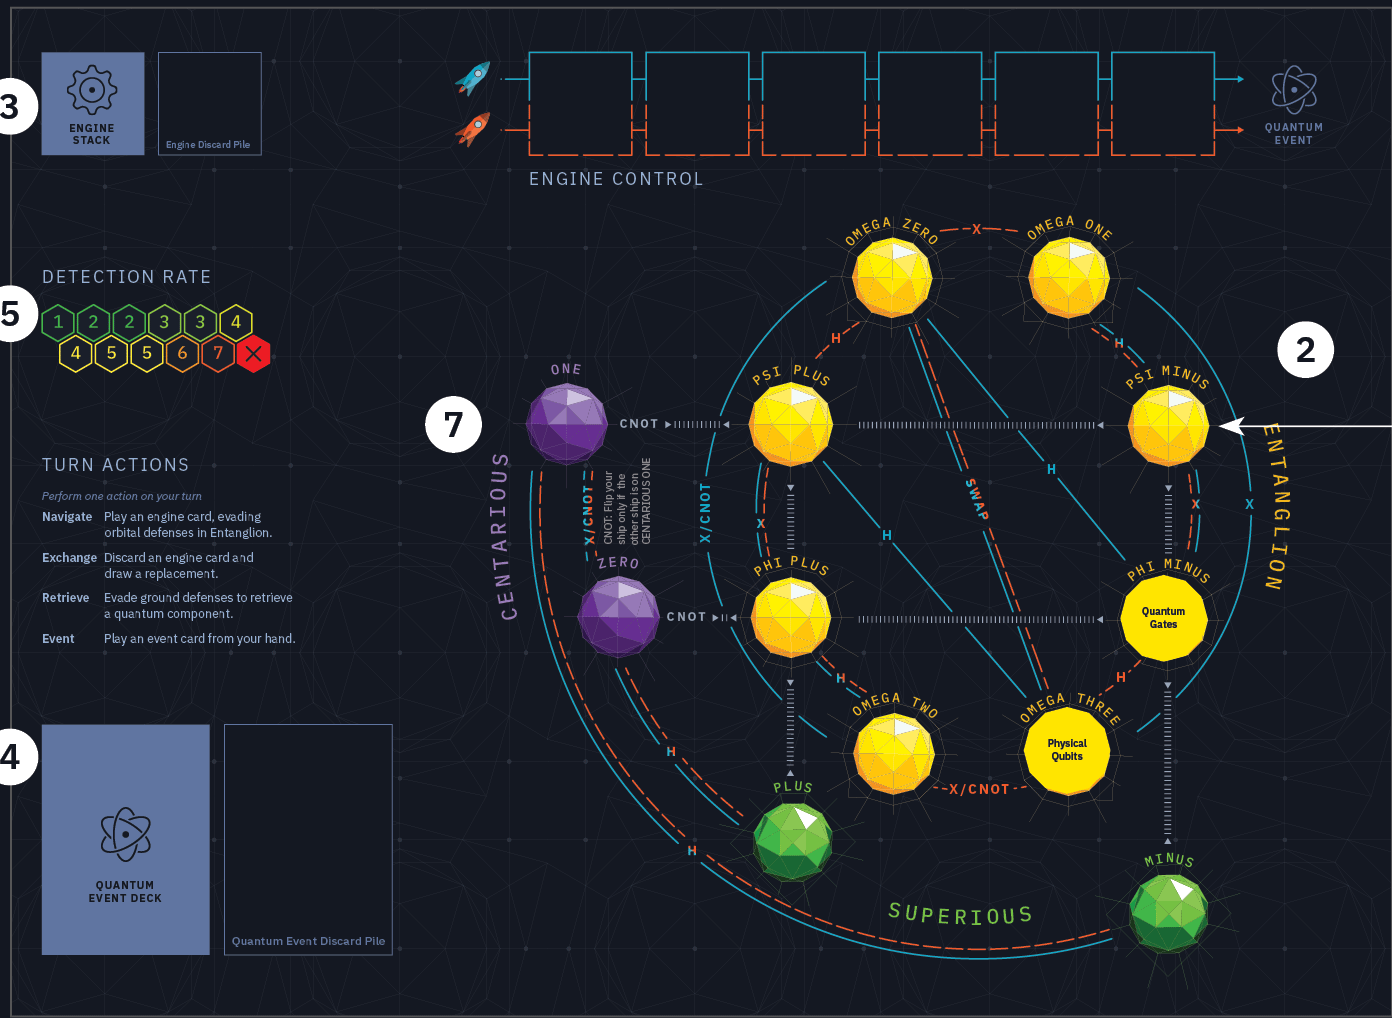 3
ENGINE
STACK
Engine Discard Pile
QUANTUM
EVENT
ENGINE CONTROL
OMEGA ZERO
X
OMEGA ONE
DETECTION RATE
5
1 2 2 3 3 4
4 5 5 6 7 X
2
H
H
ONE
PSI PLUS
PSI MINUS
7
CNOT
TURN ACTIONS
Perform one action on your turn
Navigate Play an engine card, evading
orbital defenses in Entanglion.
Exchange Discard an engine card and
draw a replacement.
Retrieve Evade ground defenses to retrieve
a quantum component.
Event Play an event card from your hand.
CENTARIOUS
X/CNOT
CNOT: Flip your
ship only if the
other ship is on
CENTARIOUS ONE
X/CNOT
X
H
SWAP
H
X
X
ENTANGLION
ZERO
PHI PLUS
PHI MINUS
CNOT
Quantum
Gates
H
H
OMEGA TWO
OMEGA THREE
Physical
Qubits
X/CNOT
H
PLUS
H
MINUS
SUPERIOUS
4
QUANTUM
EVENT DECK
Quantum Event Discard Pile